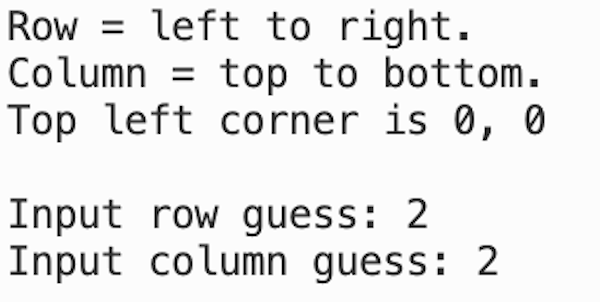 Row = left to right.
Column = top to bottom.
Top left corner is 0, 0
Input row guess: 2
Input column guess: 2